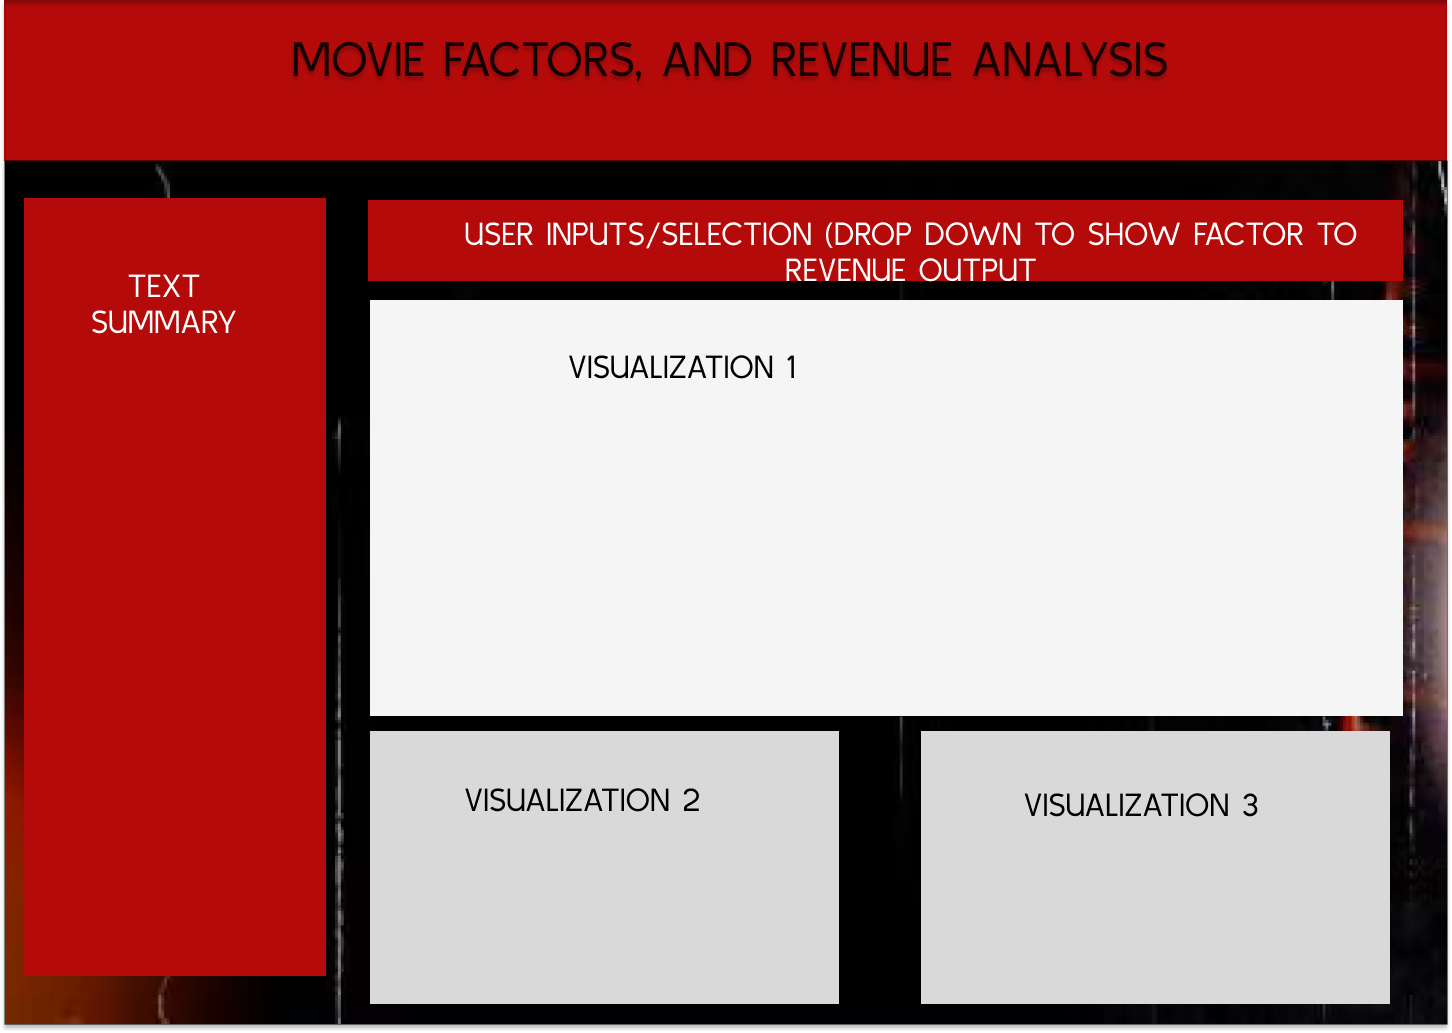 MOVIE FACTORS, AND REVENUE ANALYSIS
TEXT
SUMMARY
USER INPUTS/SELECTION (DROP DOWN TO SHOW FACTOR TO
REVENUE OUTPUT
VISUALIZATION 1
VISUALIZATION 2
VISUALIZATION 3